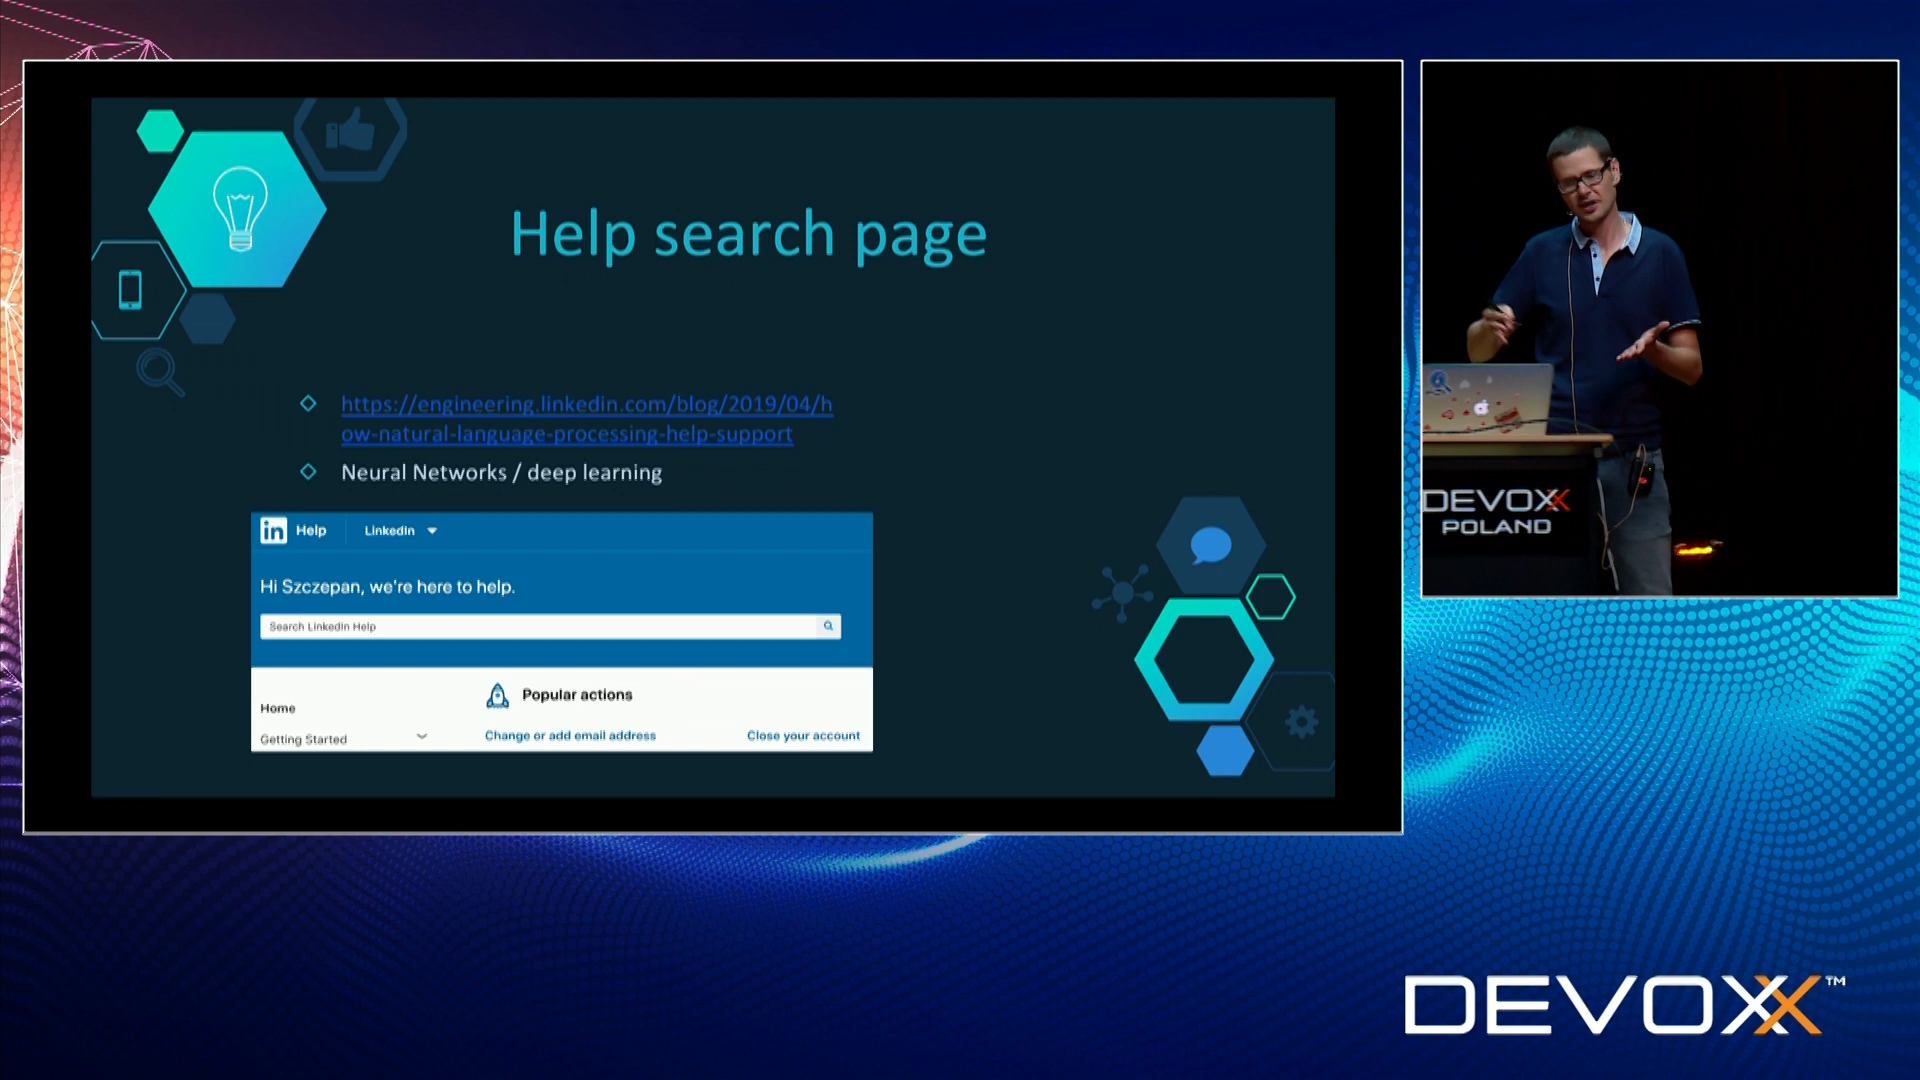 Help search page
https://engineering.linkedin.com/blog/2019/04/h
ow-natural-language-processing-help-support
Neural Networks / deep learning
in Help LinkedIn
Hi Szczepan, we're here to help.
Search LinkedIn Help
Popular actions
Home
Getting Started
Change or add email address
Close your account
DEVOXX
POLAND
DEVOXX™